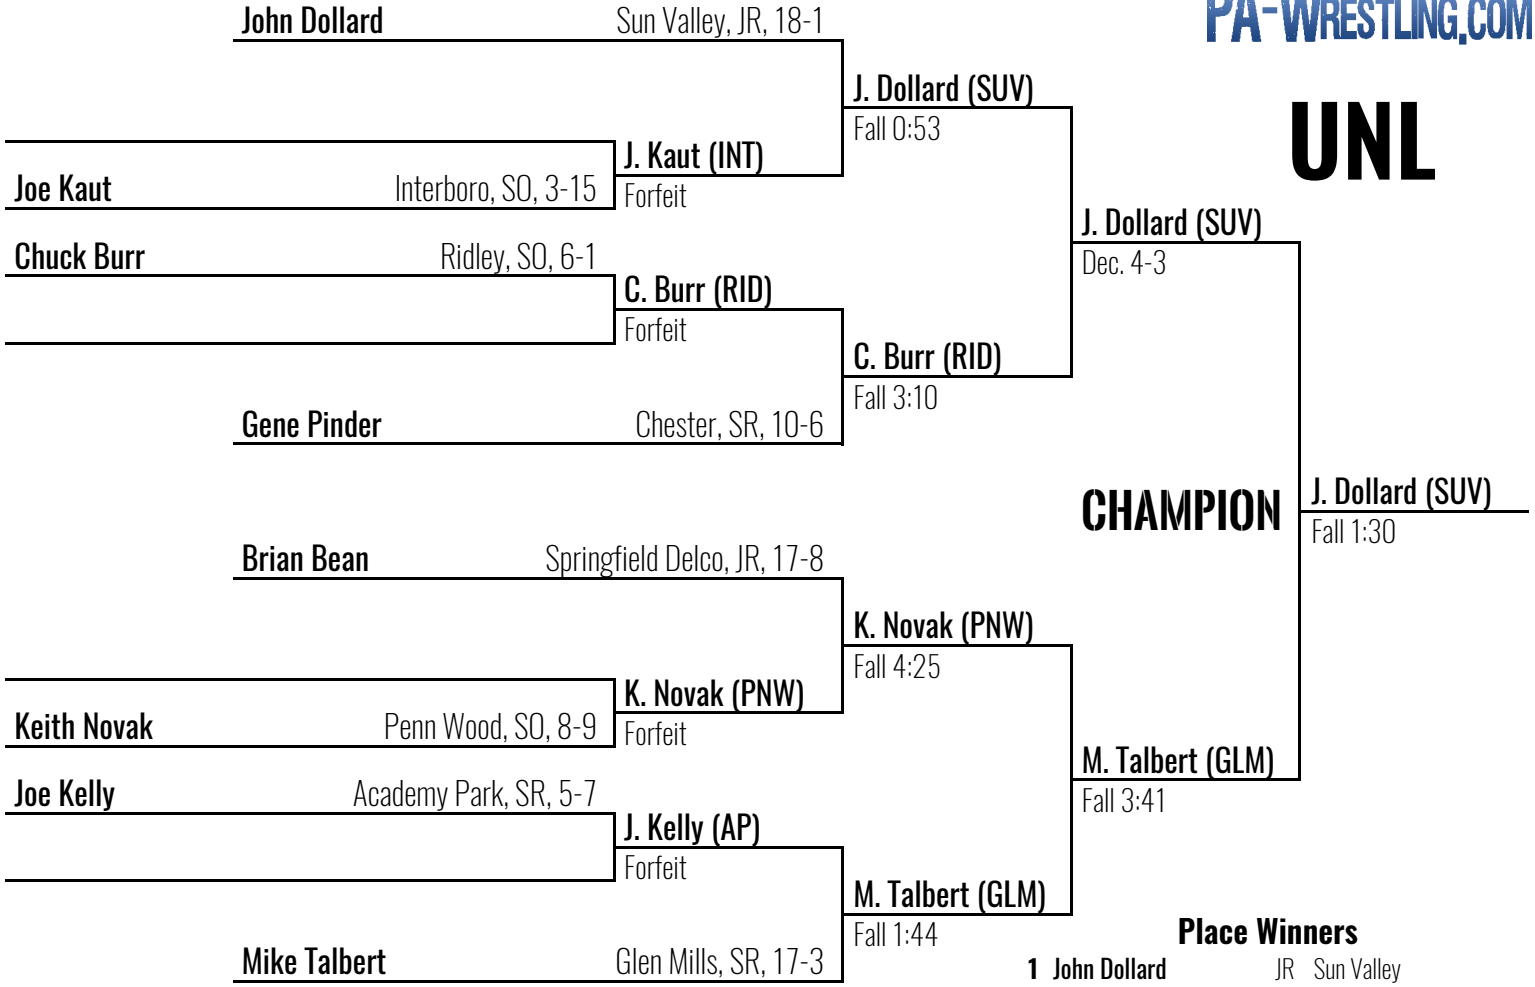 John Dollard Sun Valley, JR, 18-1
PA-WRESTLING.COM
J. Dollard (SUV)
Fall 0:53
UNL
J. Kaut (INT)
Joe Kaut Interboro, SO, 3-15
Forfeit
J. Dollard (SUV)
Dec. 4-3
Chuck Burr Ridley, SO, 6-1
C. Burr (RID)
Forfeit
C. Burr (RID)
Fall 3:10
Gene Pinder Chester, SR, 10-6
CHAMPION
J. Dollard (SUV)
Fall 1:30
Brian Bean Springfield Delco, JR, 17-8
K. Novak (PNW)
Fall 4:25
K. Novak (PNW)
Keith Novak Penn Wood, SO, 8-9
Forfeit
M. Talbert (GLM)
Fall 3:41
Joe Kelly Academy Park, SR, 5-7
J. Kelly (AP)
Forfeit
M. Talbert (GLM)
Fall 1:44
Mike Talbert Glen Mills, SR, 17-3
Place Winners
1 John Dollard JR Sun Valley